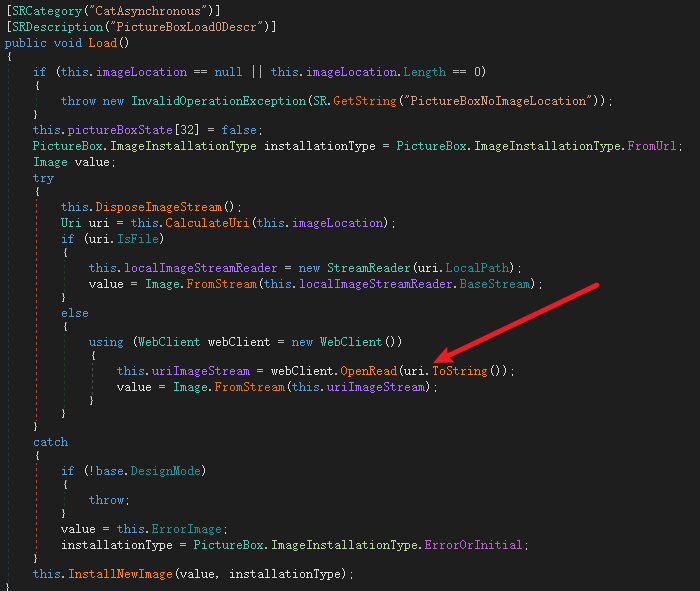 [SRCategory("CatAsynchronous")]
[SRDescription("PictureBoxLoad0Descr")]
public void Load()
{
if (this.imageLocation == null || this.imageLocation.Length == 0)
{
throw new InvalidOperationException(SR.GetString("PictureBoxNoImageLocation"));
}
this.pictureBoxState[32] = false;
PictureBox.ImageInstallationType installationType = PictureBox.ImageInstallationType.FromUrl;
Image value;
try
{
this.DisposeImageStream();
Uri uri = this.CalculateUri(this.imageLocation);
if (uri.IsFile)
{
this.localImageStreamReader = new StreamReader(uri.LocalPath);
value = Image.FromStream(this.localImageStreamReader.BaseStream);
}
else
{
using (WebClient webClient = new WebClient())
{
this.uriImageStream = webClient.OpenRead(uri.ToString());
value = Image.FromStream(this.uriImageStream);
}
}
}
catch
{
if (!base.DesignMode)
{
throw;
}
value = this.ErrorImage;
installationType = PictureBox.ImageInstallationType.ErrorOrInitial;
}
this.InstallNewImage(value, installationType);
}